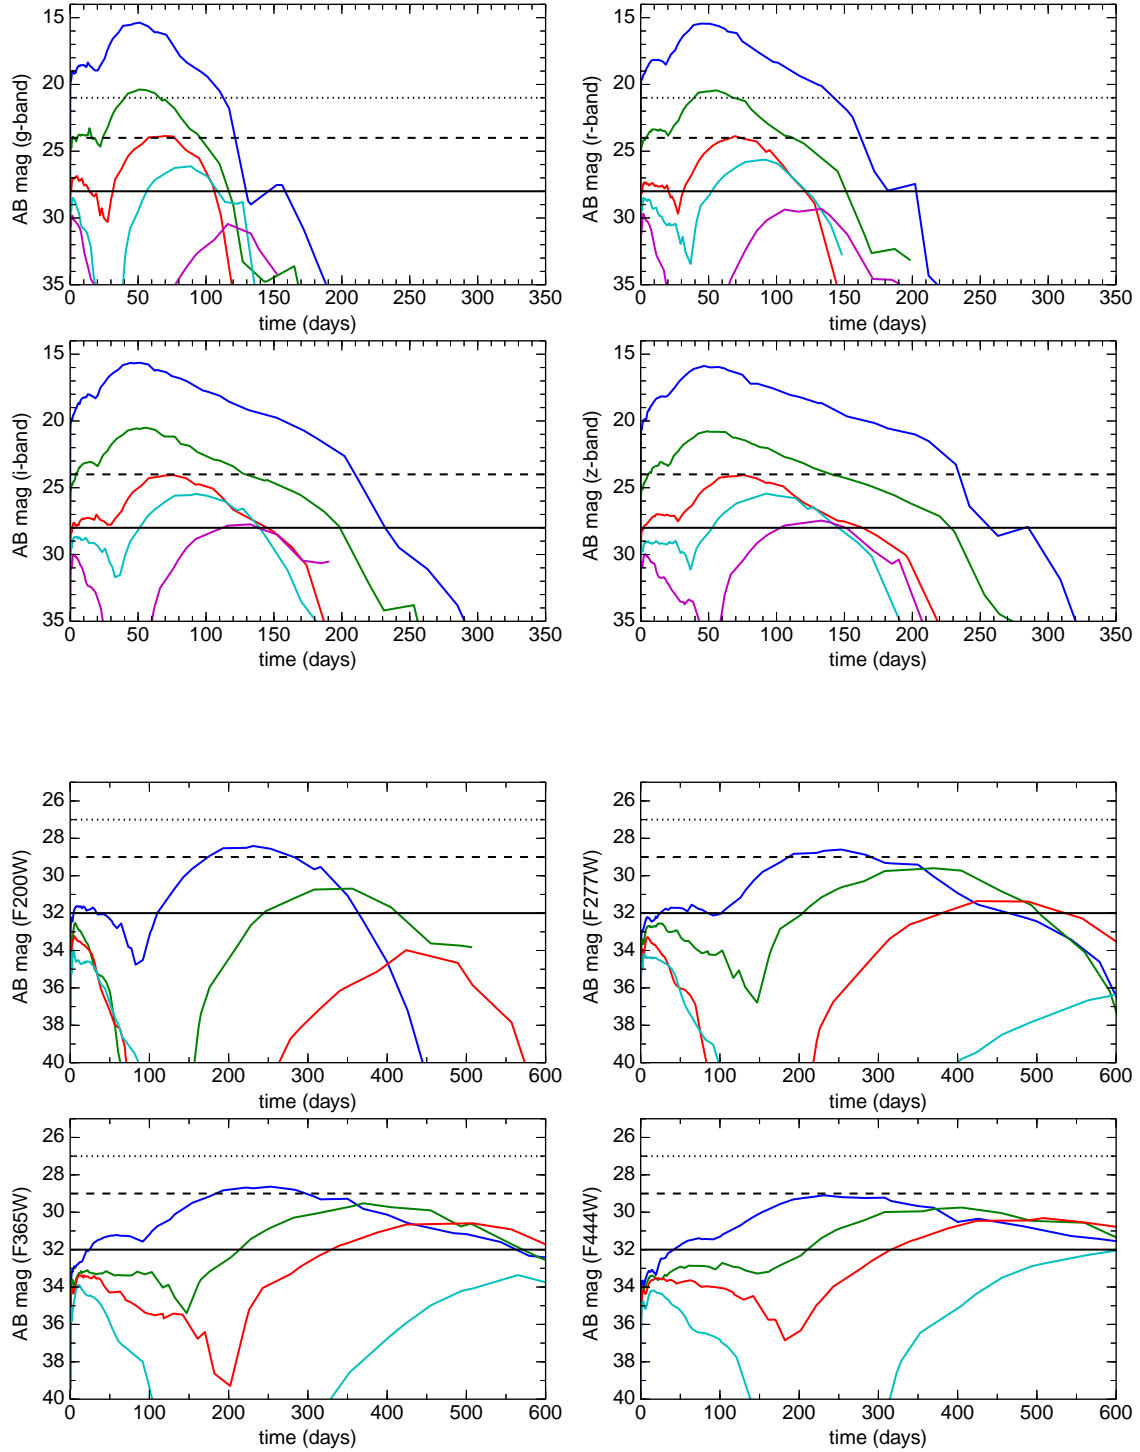 15
20
25
30
35
AB mag (g-band)
0 50 100 150 200 250 300 350
time (days)
15
20
25
30
35
AB mag (r-band)
0 50 100 150 200 250 300 350
time (days)
15
20
25
30
35
AB mag (i-band)
0 50 100 150 200 250 300 350
time (days)
15
20
25
30
35
AB mag (z-band)
0 50 100 150 200 250 300 350
time (days)
26
28
30
32
34
36
38
40
AB mag (F200W)
0 100 200 300 400 500 600
time (days)
26
28
30
32
34
36
38
40
AB mag (F277W)
0 100 200 300 400 500 600
time (days)
26
28
30
32
34
36
38
40
AB mag (F365W)
0 100 200 300 400 500 600
time (days)
26
28
30
32
34
36
38
40
AB mag (F444W)
0 100 200 300 400 500 600
time (days)